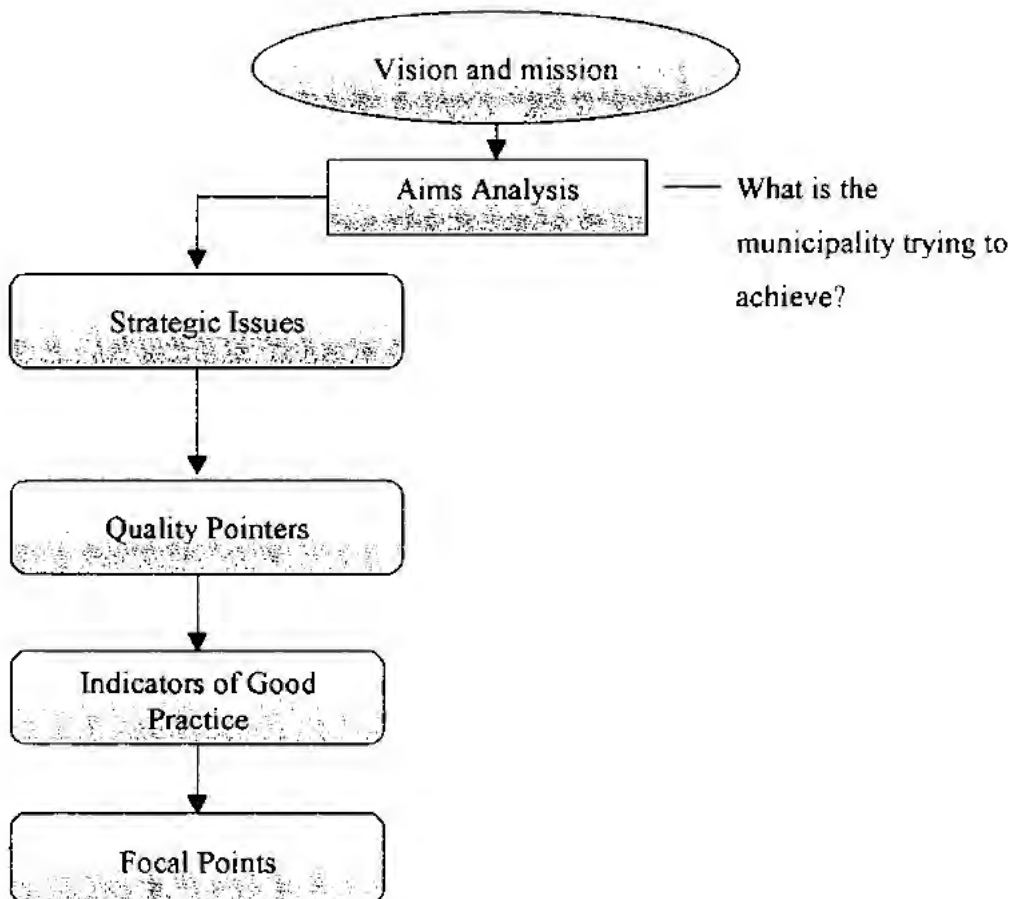 Vision and mission
Aims Analysis
What is the
municipality trying to
achieve?
Strategic Issues
Quality Pointers
Indicators of Good
Practice
Focal Points